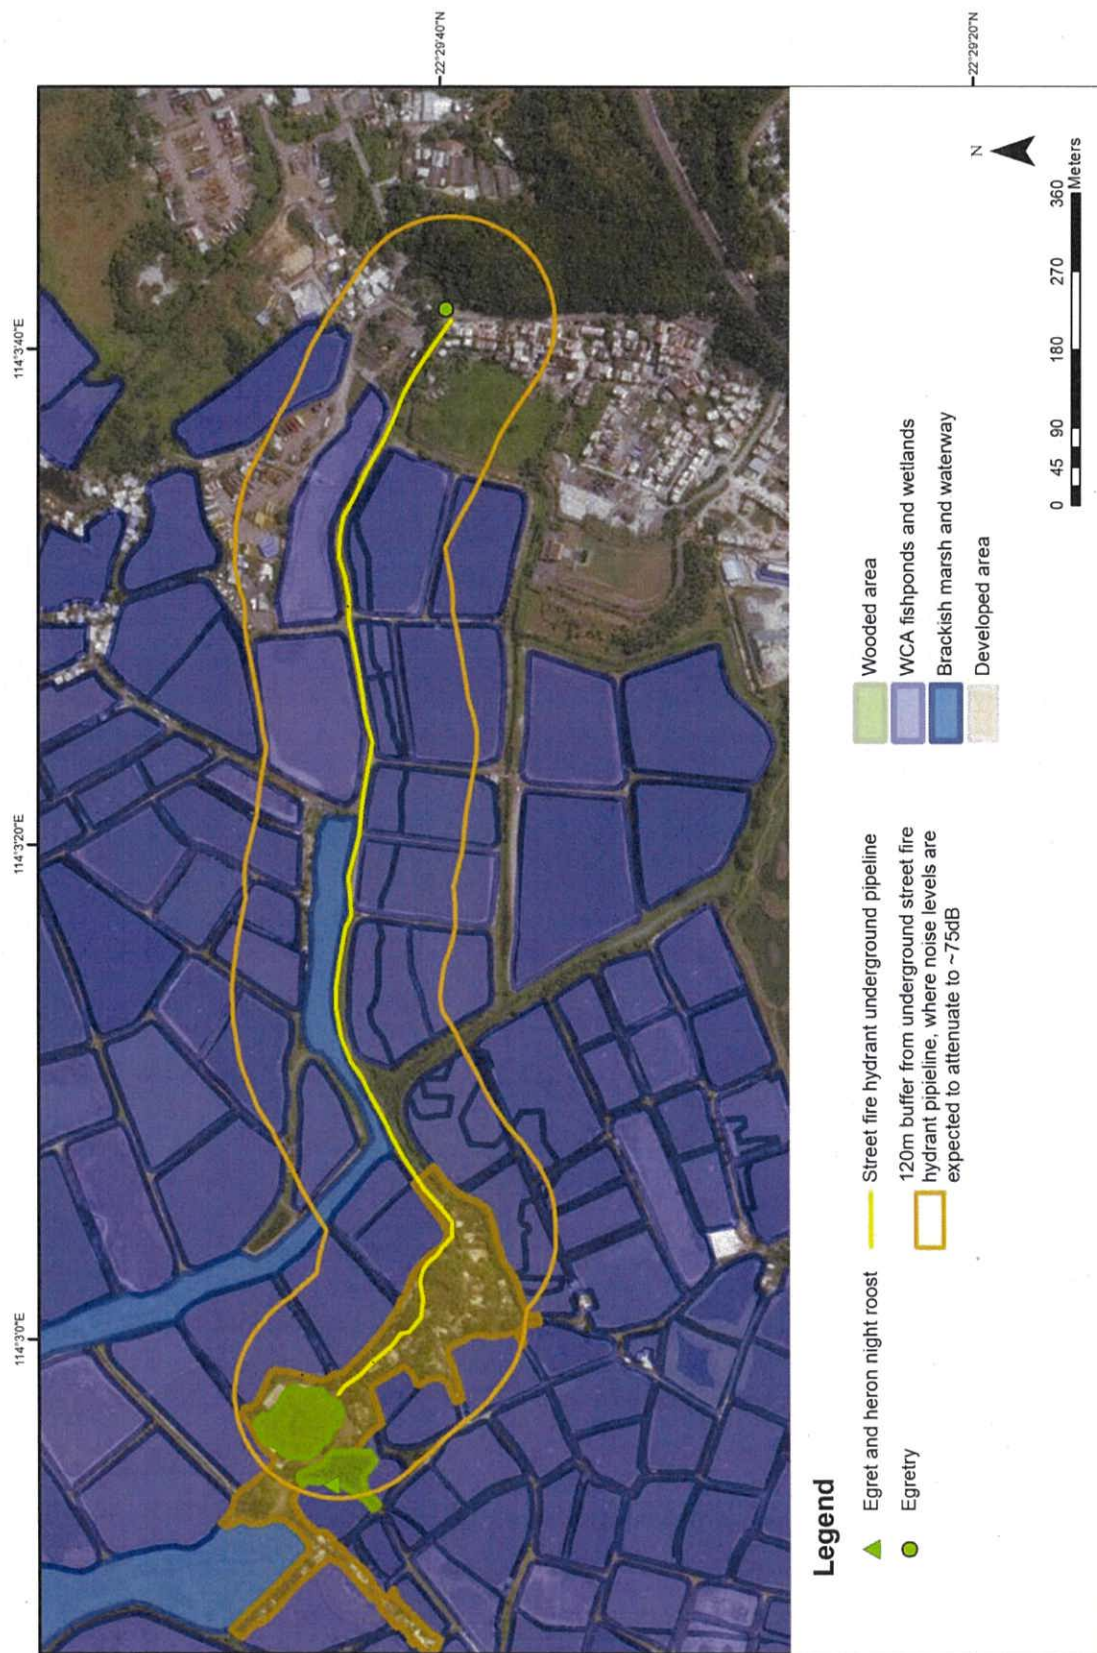 114°3'0"E
114°3'20"E
114°3'40"E
22°29'40"N
22°29'20"N
Legend
Egret and heron night roost
Egretry
Street fire hydrant underground pipeline
120m buffer from underground street fire
hydrant pipieline, where noise levels are
expected to attenuate to ~75dB
Wooded area
WCA fishponds and wetlands
Brackish marsh and waterway
Developed area
N
0 45 90 180 270 360
Meters